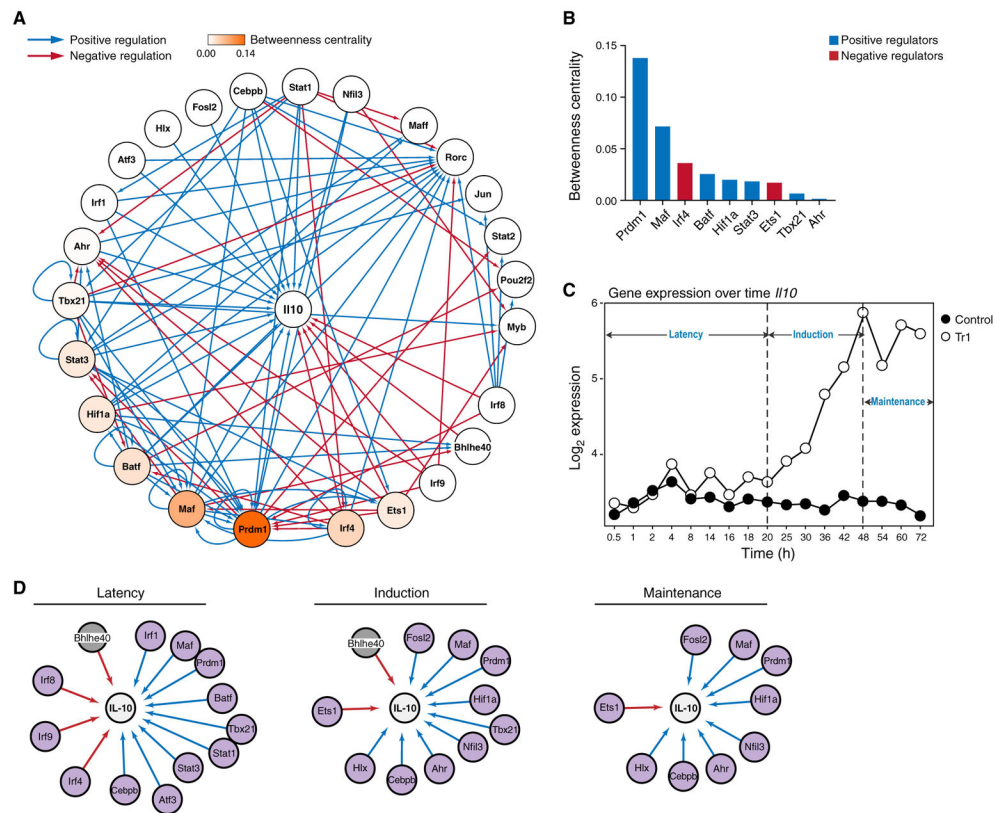 A
Positive regulation
Negative regulation
Betweenness centrality
0.00
0.14
Cebpb
Stat1
Nfil3
Fosl2
Maff
Hlx
Rorc
Atf3
Jun
Irf1
Stat2
Ahr
Pou2f2
Tbx21
Il10
Myb
Stat3
Irf8
Hif1a
Bhlhe40
Batf
Irf9
Maf
Ets1
Prdm1
Irf4
B
0.15
0.10
0.05
0.00
Betweenness centrality
Positive regulators
Negative regulators
Prdm1
Maf
Irf4
Batf
Hif1a
Stat3
Ets1
Tbx21
Ahr
C
Gene expression over time Il10
6
5
4
Log2 expression
Latency
Induction
Maintenance
Control
Tr1
0.5 1 2 4 8 14 16 18 20 25 30 36 42 48 54 60 72
Time (h)
D
Latency
Bhlhe40
Irf1
Maf
Prdm1
Irf8
Batf
IL-10
Tbx21
Irf9
Stat1
Stat3
Irf4
Cebpb
Atf3
Induction
Bhlhe40
Fosl2
Maf
Prdm1
Hif1a
Ets1
IL-10
Tbx21
Nfil3
Hlx
Ahr
Cebpb
Maintenance
Fosl2
Maf
Prdm1
Hif1a
Ets1
IL-10
Nfil3
Hlx
Ahr
Cebpb